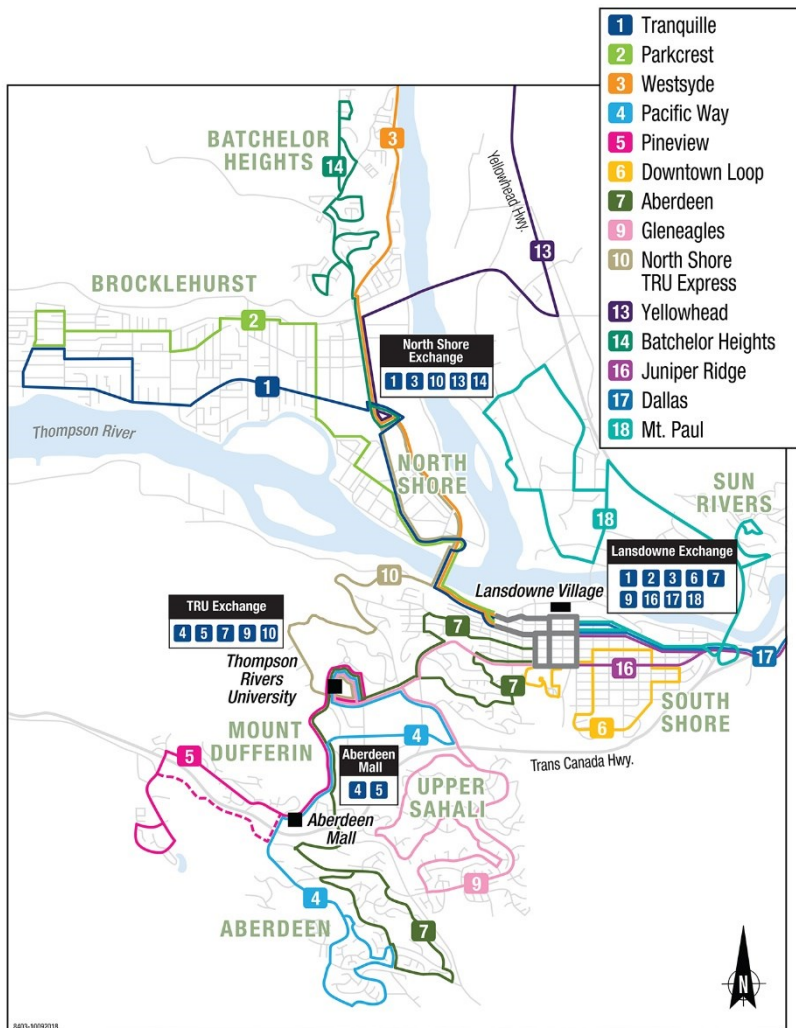 1 Tranquille
2 Parkcrest
3 Westsyde
4 Pacific Way
5 Pineview
6 Downtown Loop
7 Aberdeen
9 Gleneagles
10 North Shore
TRU Express
13 Yellowhead
14 Batchelor Heights
16 Juniper Ridge
17 Dallas
18 Mt. Paul
BATCHELOR
HEIGHTS
14
3
Yellowhead Hwy.
13
BROCKLEHURST
2
1
North Shore
Exchange
1 3 10 13 14
Thompson River
NORTH
SHORE
18
SUN
RIVERS
Lansdowne Exchange
1 2 3 6 7
9 16 17 18
10
Lansdowne Village
TRU Exchange
4 5 7 9 10
7
Thompson
Rivers
University
16
17
7
SOUTH
SHORE
6
MOUNT
DUFFERIN
4
5
Trans Canada Hwy.
Aberdeen
Mall
4 5
UPPER
SAHALI
Aberdeen
Mall
9
4
ABERDEEN
7
N
8403-10092018